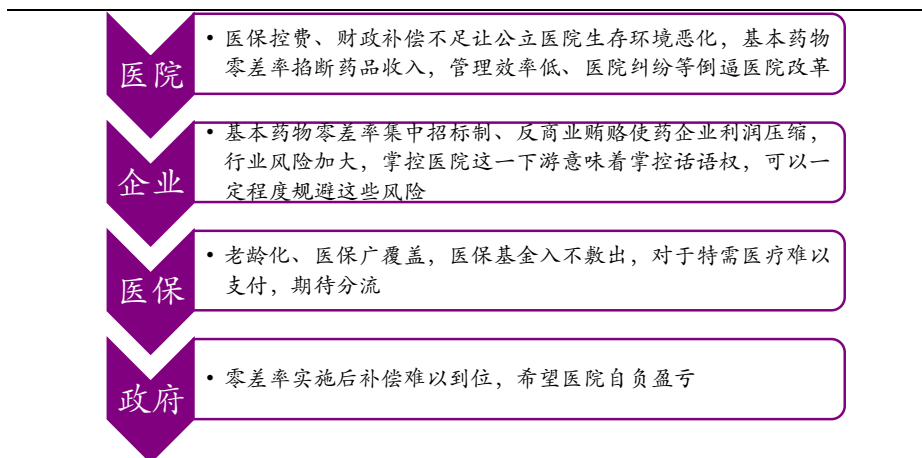 医院
• 医保控费、财政补偿不足让公立医院生存环境恶化，基本药物
零差率掐断药品收入，管理效率低、医院纠纷等倒逼医院改革
企业
• 基本药物零差率集中招标制、反商业贿赂使药企业利润压缩，
行业风险加大，掌控医院这一下游意味着掌控话语权，可以一
定程度规避这些风险
医保
• 老龄化、医保广覆盖，医保基金入不敷出，对于特需医疗难以
支付，期待分流
政府
• 零差率实施后补偿难以到位，希望医院自负盈亏